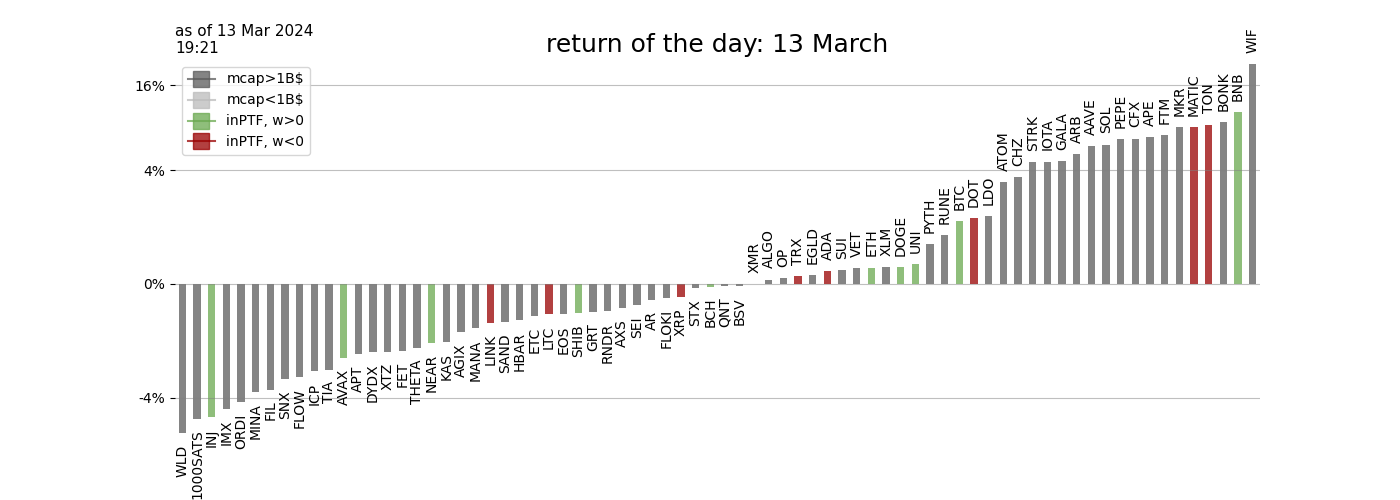 as of 13 Mar 2024
19:21
return of the day: 13 March
mcap>1B$
mcap<1B$
inPTF, w>0
inPTF, w<0
16%
4%
0%
-4%
WLD
1000SATS
INJ
IMX
ORDI
MINA
FIL
SNX
FLOW
ICP
TIA
AVAX
APT
DYDX
XTZ
FET
THETA
NEAR
KAS
AGIX
MANA
LINK
SAND
HBAR
ETC
LTC
EOS
SHIB
GRT
RNDR
AXS
SEI
AR
FLOKI
XRP
STX
BCH
QNT
BSV
XMR
ALGO
OP
TRX
EGLD
ADA
SUI
VET
ETH
XLM
DOGE
UNI
PYTH
RUNE
BTC
DOT
LDO
ATOM
CHZ
STRK
IOTA
GALA
ARB
AAVE
SOL
PEPE
CFX
APE
FTM
MKR
MATIC
TON
BONK
BNB
WIF